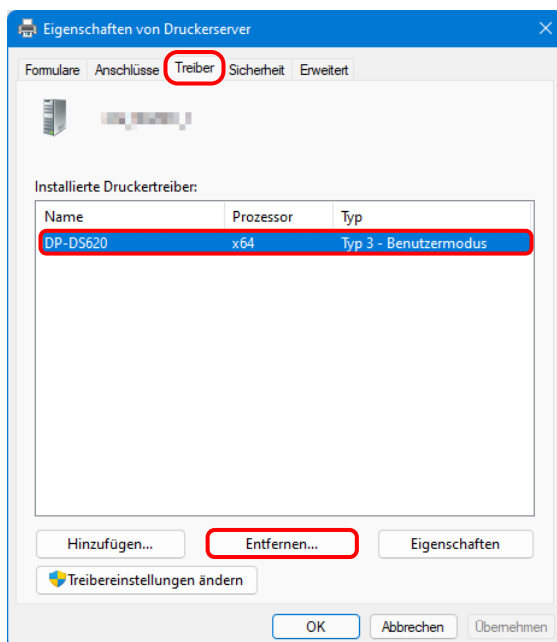 Eigenschaften von Druckerserver
Formulare Anschlüsse Treiber Sicherheit Erweitert
Installierte Druckertreiber:
Name Prozessor Typ
DP-DS620 x64 Typ 3 - Benutzermodus
Hinzufügen... Entfernen... Eigenschaften
Treibereinstellungen ändern
OK Abbrechen Übernehmen